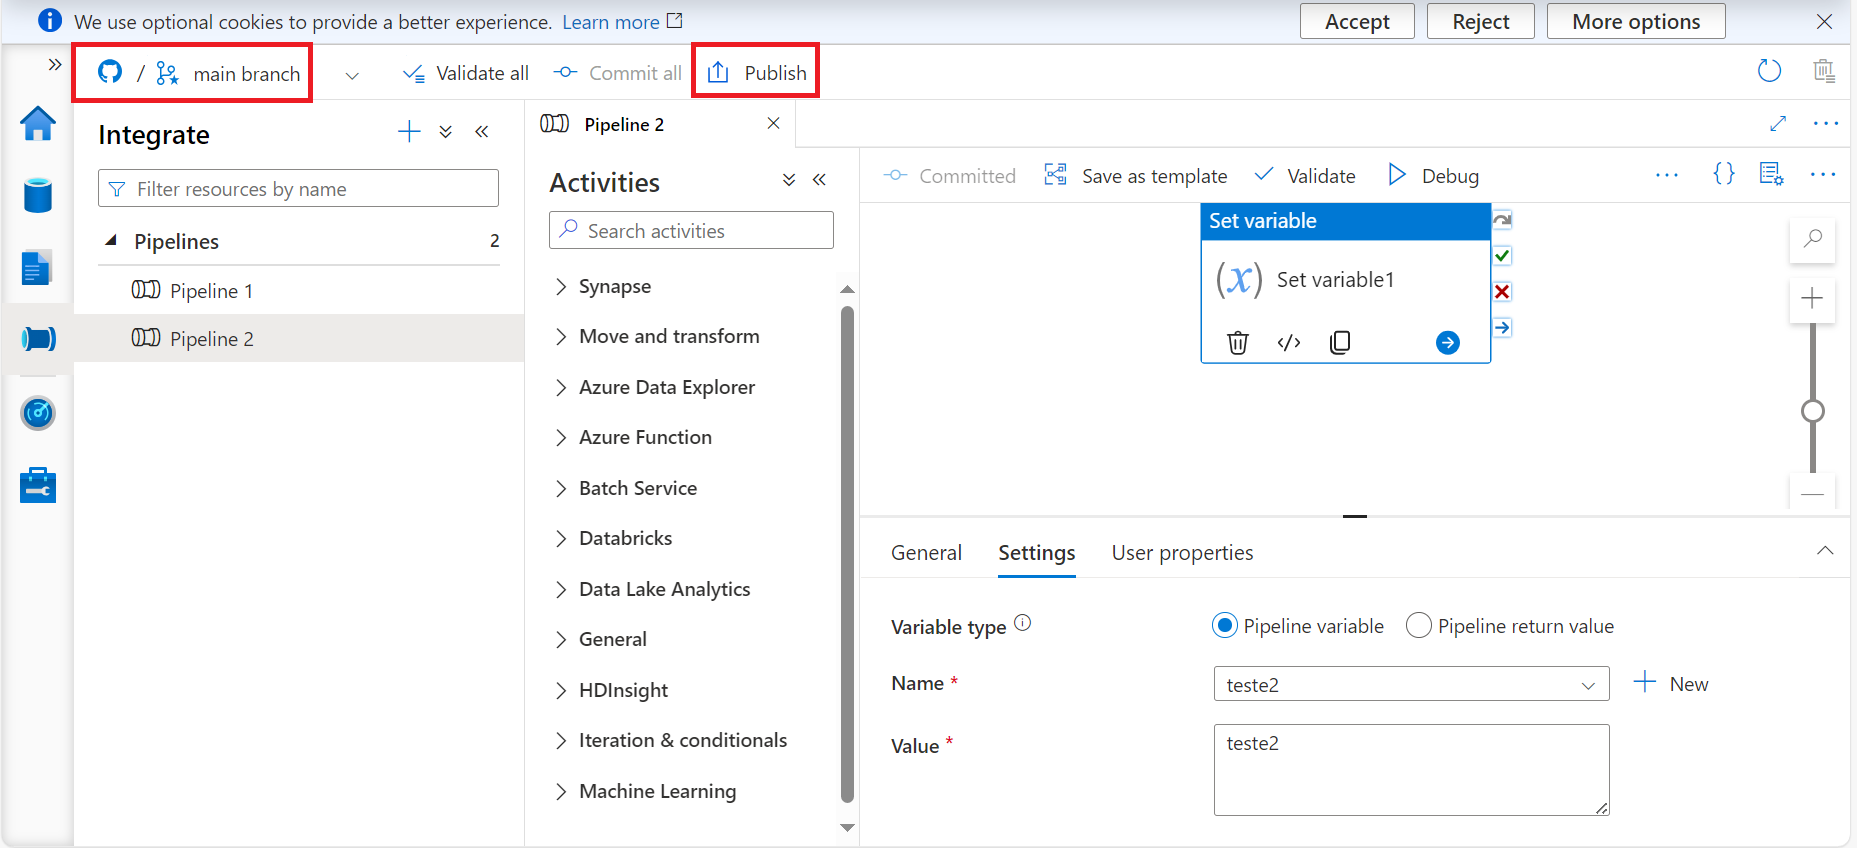 We use optional cookies to provide a better experience. Learn more
Accept
Reject
More options
/ main branch
Validate all
Commit all
Publish
Integrate
Pipeline 2
Filter resources by name
Activities
Committed
Save as template
Validate
Debug
{}
Search activities
Pipelines 2
Pipeline 1
Pipeline 2
Synapse
Move and transform
Azure Data Explorer
Azure Function
Batch Service
Databricks
Data Lake Analytics
General
HDInsight
Iteration & conditionals
Machine Learning
Set variable
(x) Set variable1
General
Settings
User properties
Variable type
Pipeline variable
Pipeline return value
Name *
teste2
New
Value *
teste2